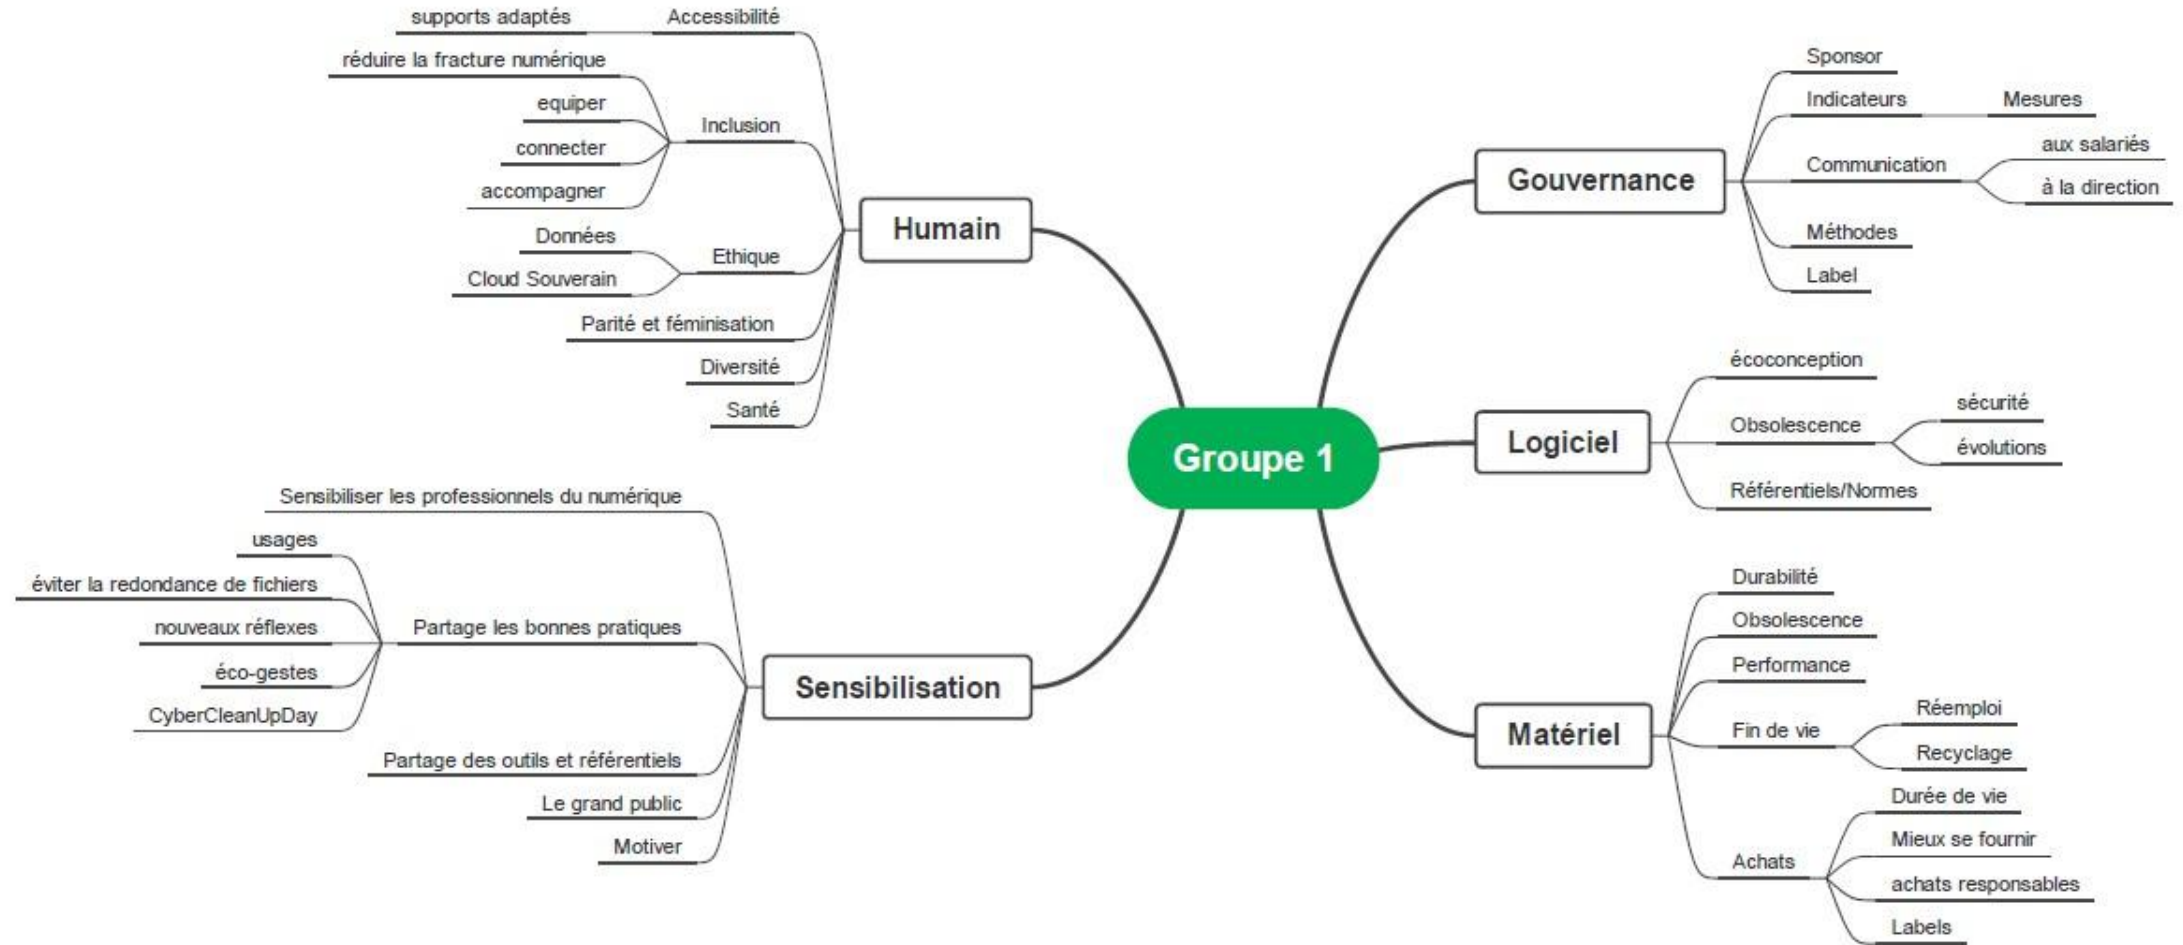 Groupe 1
Humain
Accessibilité
supports adaptés
Inclusion
réduire la fracture numérique
equiper
connecter
accompagner
Ethique
Données
Cloud Souverain
Parité et féminisation
Diversité
Santé
Sensibilisation
Sensibiliser les professionnels du numérique
Partage les bonnes pratiques
usages
éviter la redondance de fichiers
nouveaux réflexes
éco-gestes
CyberCleanUpDay
Partage des outils et référentiels
Le grand public
Motiver
Gouvernance
Sponsor
Indicateurs
Mesures
Communication
aux salariés
à la direction
Méthodes
Label
Logiciel
écoconception
Obsolescence
sécurité
évolutions
Référentiels/Normes
Matériel
Durabilité
Obsolescence
Performance
Fin de vie
Réemploi
Recyclage
Achats
Durée de vie
Mieux se fournir
achats responsables
Labels